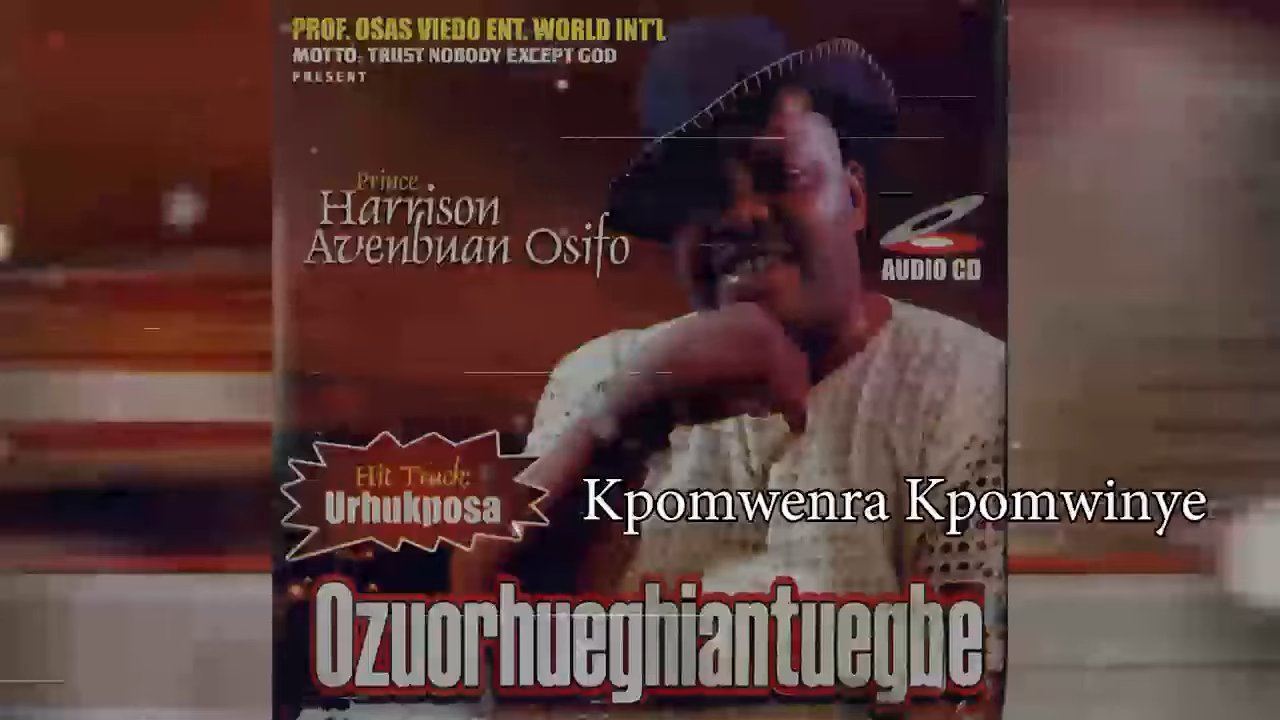 PROF. OSAS VIEDO ENT. WORLD INT'L
MOTTO: TRUST NOBODY EXCEPT GOD
PRESENT
Prince
Harrison
Avenbuan Osifo
AUDIO CD
Hit Track:
Urhukposa
Kpomwenra Kpomwinye
Ozuorhueghiantuegbe